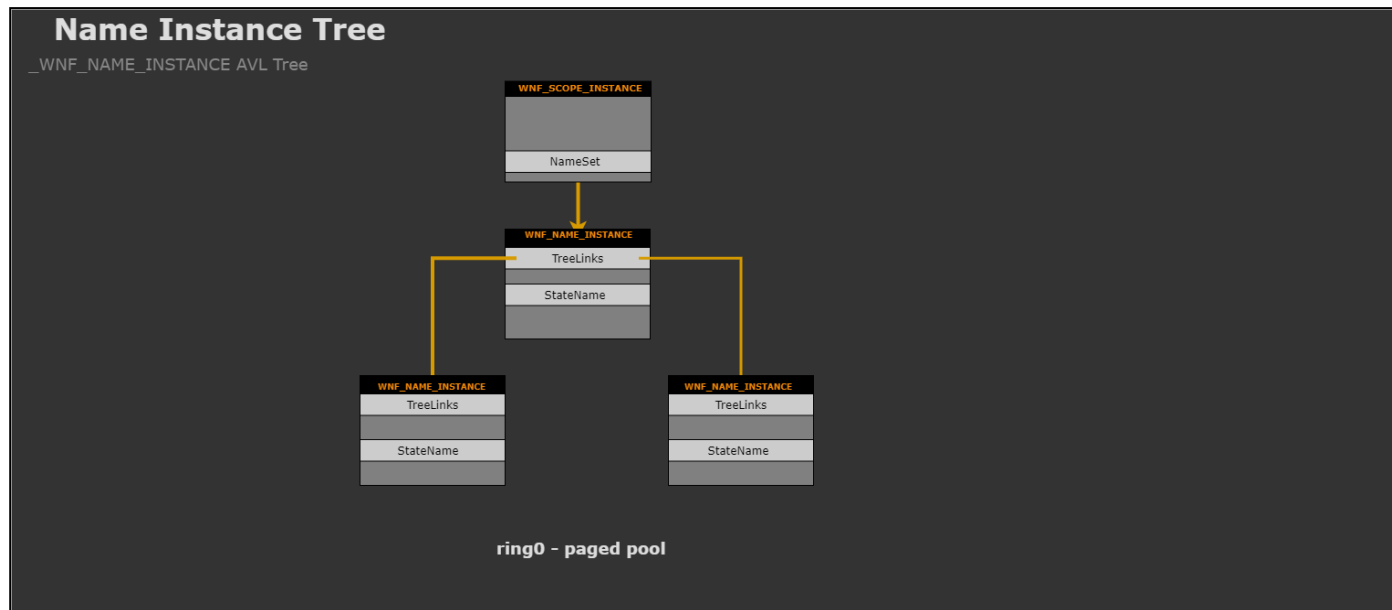 Name Instance Tree
_WNF_NAME_INSTANCE AVL Tree
WNF_SCOPE_INSTANCE
NameSet
WNF_NAME_INSTANCE
TreeLinks
StateName
WNF_NAME_INSTANCE
TreeLinks
StateName
WNF_NAME_INSTANCE
TreeLinks
StateName
ring0 - paged pool